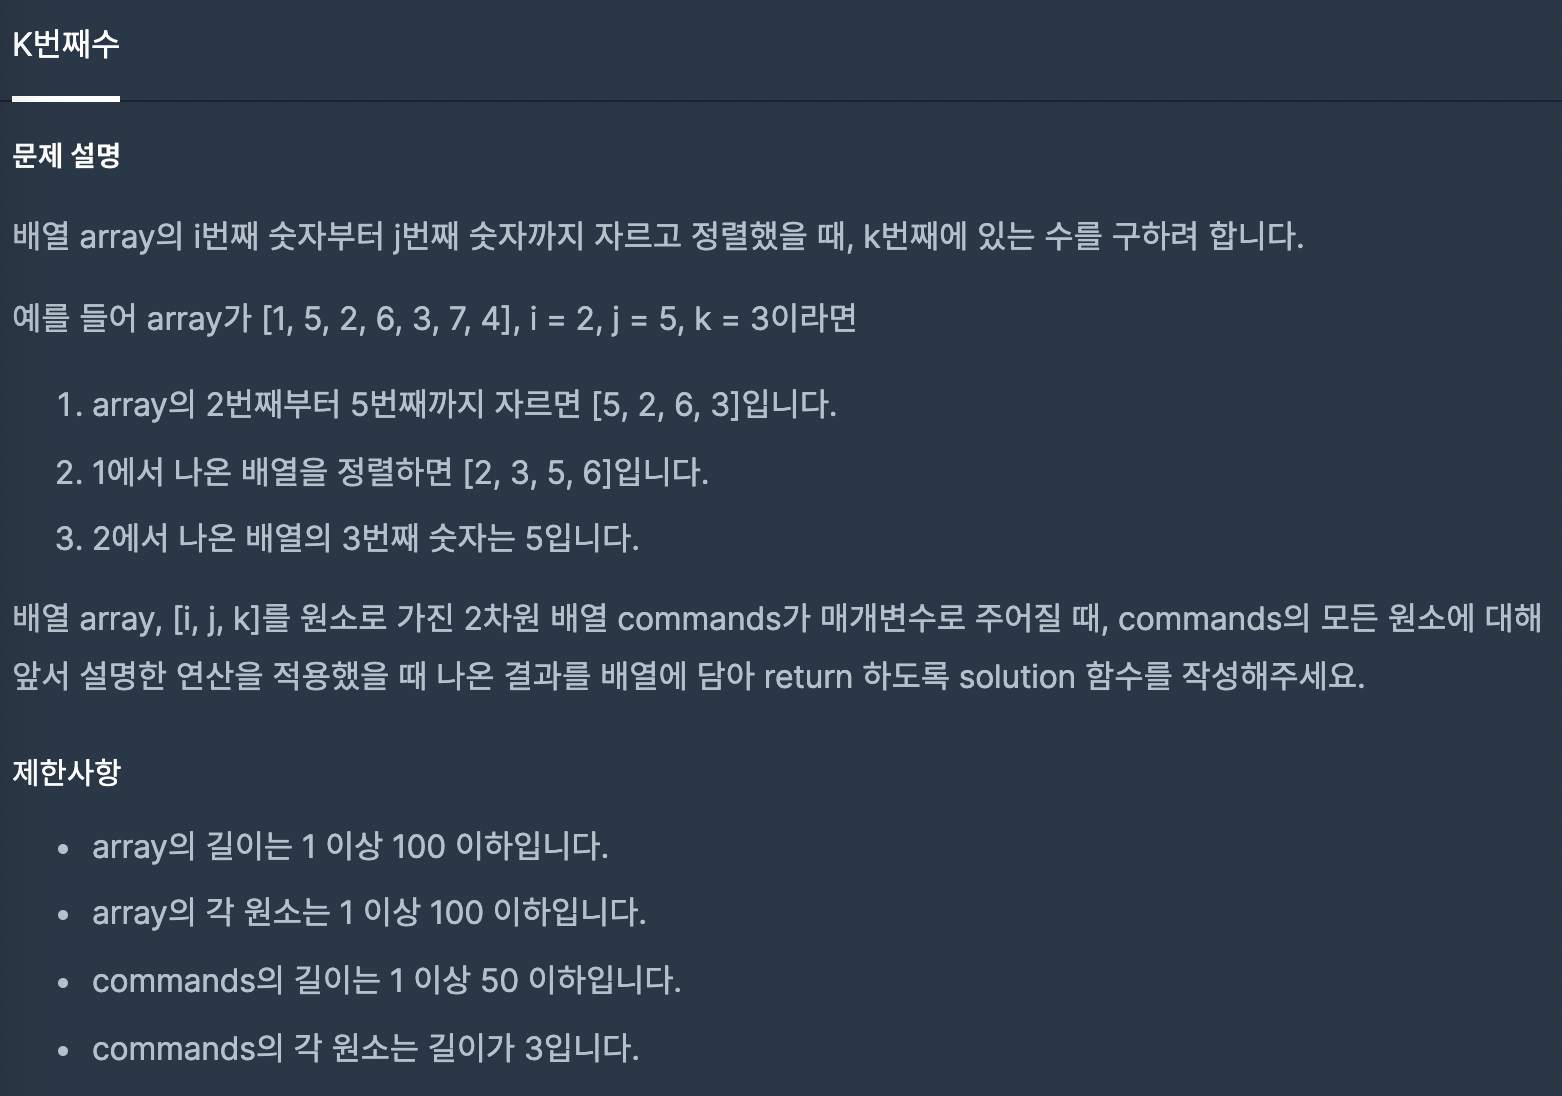 K번째수
문제 설명
배열 array의 i번째 숫자부터 j번째 숫자까지 자르고 정렬했을 때, k번째에 있는 수를 구하려 합니다.
예를 들어 array가 [1, 5, 2, 6, 3, 7, 4], i = 2, j = 5, k = 3이라면
1. array의 2번째부터 5번째까지 자르면 [5, 2, 6, 3]입니다.
2. 1에서 나온 배열을 정렬하면 [2, 3, 5, 6]입니다.
3. 2에서 나온 배열의 3번째 숫자는 5입니다.
배열 array, [i, j, k]를 원소로 가진 2차원 배열 commands가 매개변수로 주어질 때, commands의 모든 원소에 대해
앞서 설명한 연산을 적용했을 때 나온 결과를 배열에 담아 return 하도록 solution 함수를 작성해주세요.
제한사항
• array의 길이는 1 이상 100 이하입니다.
• array의 각 원소는 1 이상 100 이하입니다.
• commands의 길이는 1 이상 50 이하입니다.
• commands의 각 원소는 길이가 3입니다.